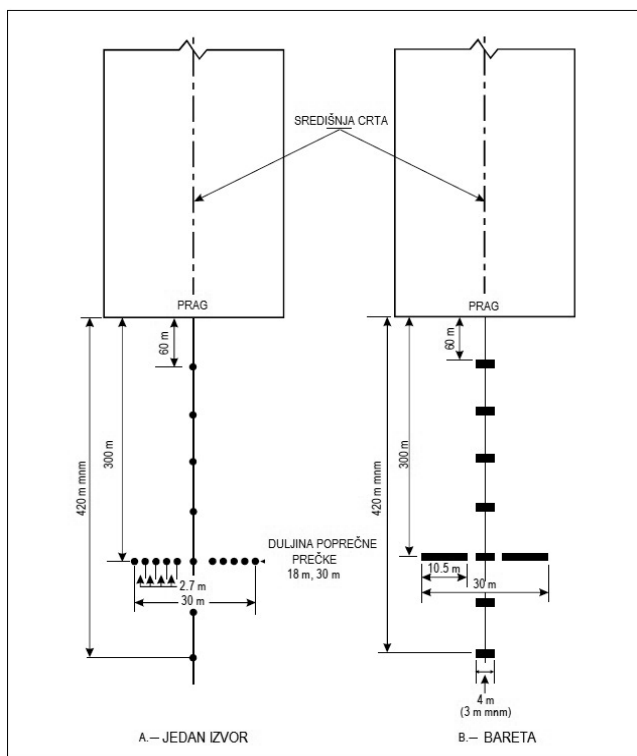 SREDIŠNJA CRTA
PRAG
PRAG
60 m
60 m
300 m
300 m
420 m mnm
420 m mnm
DULJINA POPREČNE
PREČKE
18 m, 30 m
2.7 m
30 m
10.5 m
30 m
4 m
(3 m mnm)
A.— JEDAN IZVOR
B.— BARETA